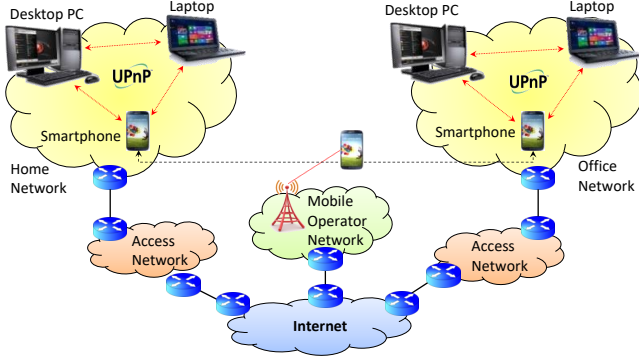 Desktop PC
Laptop
UPnP
Smartphone
Home
Network
Desktop PC
Laptop
UPnP
Smartphone
Office
Network
Mobile
Operator
Network
Access
Network
Access
Network
Internet